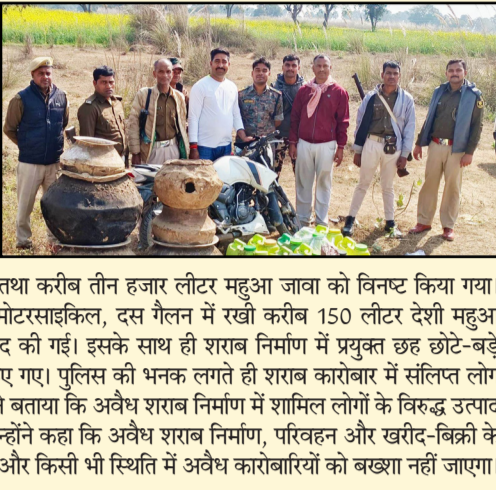 तथा करीब तीन हजार लीटर महुआ जावा को विनष्ट किया गया।
मोटरसाइकिल, दस गैलन में रखी करीब 150 लीटर देशी महुआ
द की गई। इसके साथ ही शराब निर्माण में प्रयुक्त छह छोटे-बड़े
ए गए। पुलिस की भनक लगते ही शराब कारोबार में संलिप्त लोग
ने बताया कि अवैध शराब निर्माण में शामिल लोगों के विरुद्ध उत्पाद
न्होंने कहा कि अवैध शराब निर्माण, परिवहन और खरीद-बिक्री के
और किसी भी स्थिति में अवैध कारोबारियों को बख्शा नहीं जाएगा।